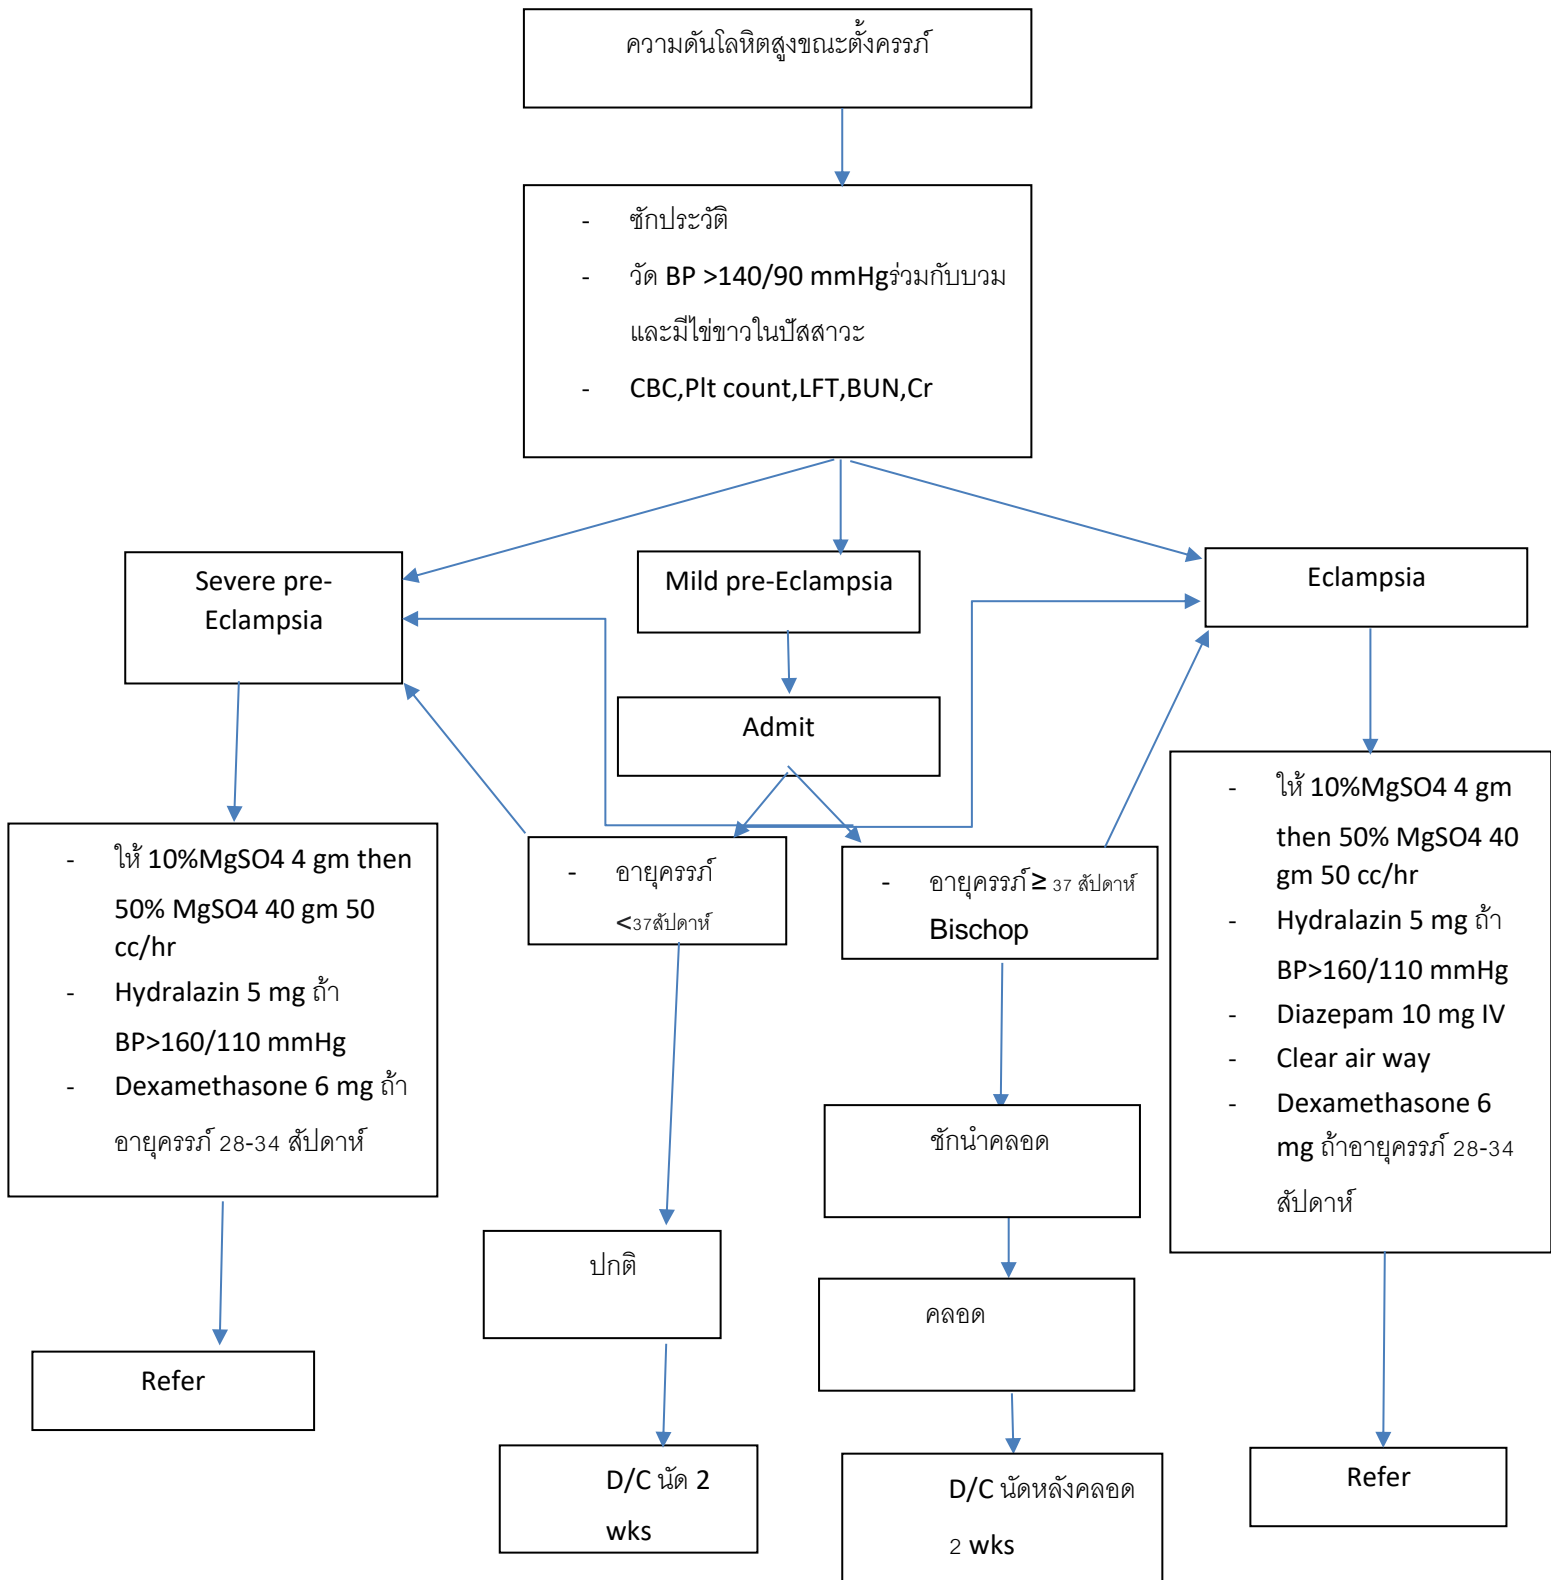 ความดันโลหิตสูงขณะตั้งครรภ์
- ซักประวัติ
- วัด BP >140/90 mmHgร่วมกับบวม
และมีไข่ขาวในปัสสาวะ
- CBC,Plt count,LFT,BUN,Cr
Severe pre-
Eclampsia
Mild pre-Eclampsia
Eclampsia
Admit
- ให้ 10%MgSO4 4 gm then
50% MgSO4 40 gm 50
cc/hr
- Hydralazin 5 mg ถ้า
BP>160/110 mmHg
- Dexamethasone 6 mg ถ้า
อายุครรภ์ 28-34 สัปดาห์
- อายุครรภ์
<37สัปดาห์
- อายุครรภ์ ≥ 37 สัปดาห์
Bischop
- ให้ 10%MgSO4 4 gm
then 50% MgSO4 40
gm 50 cc/hr
- Hydralazin 5 mg ถ้า
BP>160/110 mmHg
- Diazepam 10 mg IV
- Clear air way
- Dexamethasone 6
mg ถ้าอายุครรภ์ 28-34
สัปดาห์
ชักนำคลอด
ปกติ
คลอด
Refer
D/C นัด 2
wks
D/C นัดหลังคลอด
2 wks
Refer